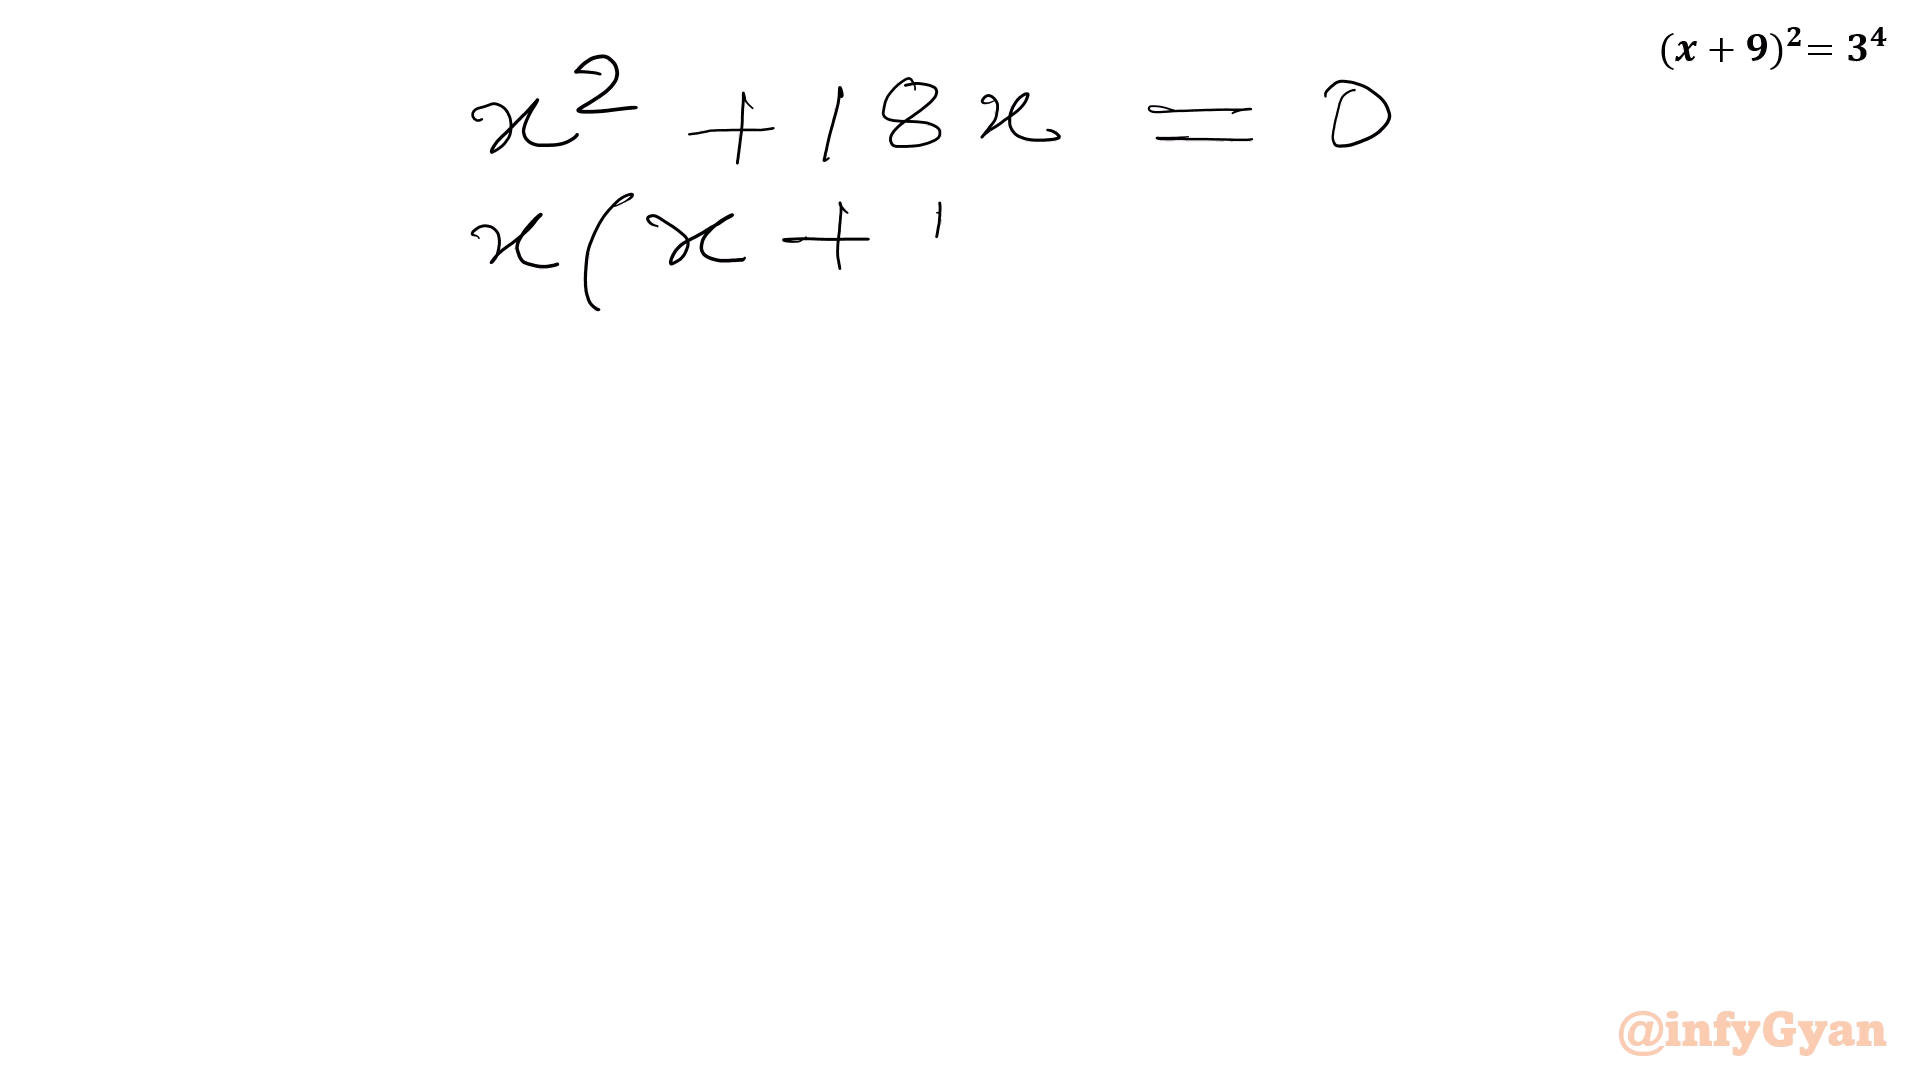 (x + 9)² = 3⁴
x² + 18x = 0
x(x + 1
@infyGyan